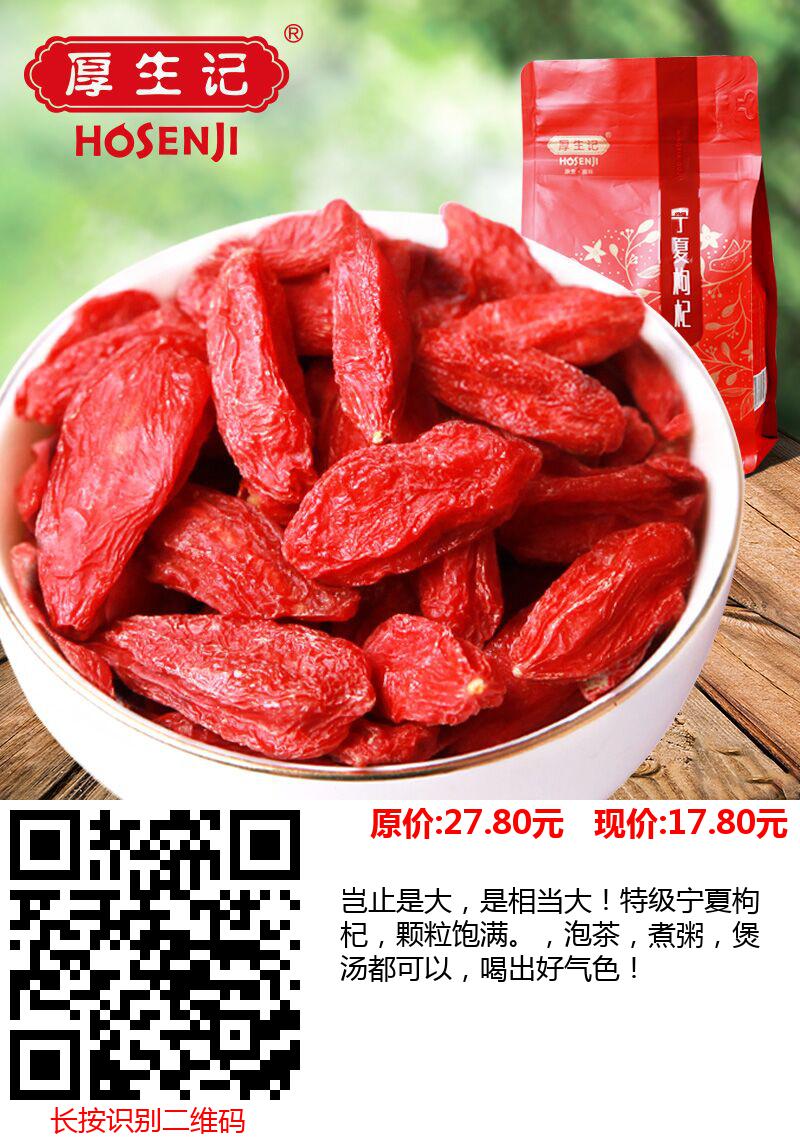 厚生记®
HOSENJI
厚生记
HOSENJI
宁夏枸杞
原价:27.80元 现价:17.80元
岂止是大，是相当大！特级宁夏枸
杞，颗粒饱满。，泡茶，煮粥，煲
汤都可以，喝出好气色！
长按识别二维码